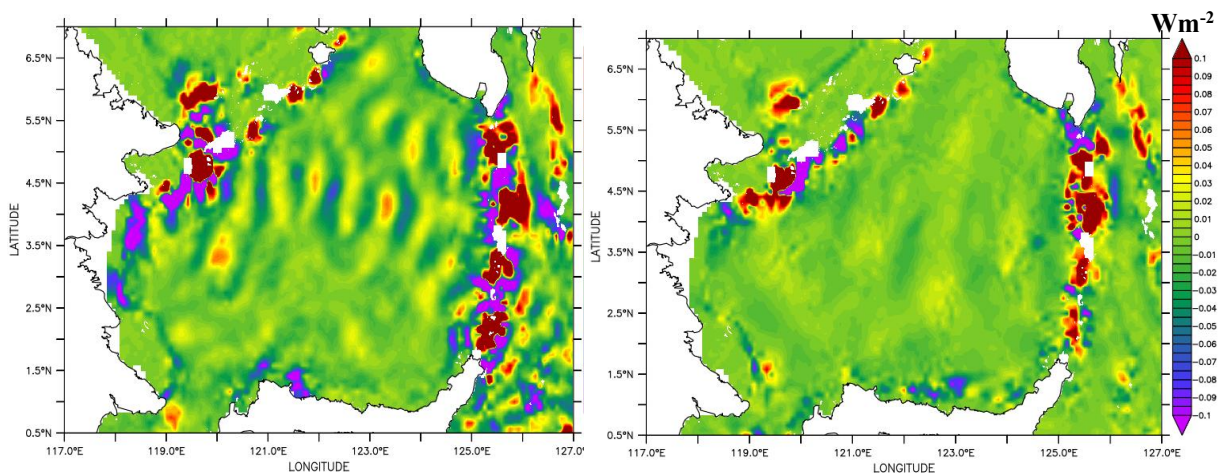 Wm-2
6.5°N
5.5°N
4.5°N
3.5°N
2.5°N
1.5°N
0.5°N
LATITUDE
117.0°E 119.0°E 121.0°E 123.0°E 125.0°E 127.0°E
LONGITUDE
6.5°N
5.5°N
4.5°N
3.5°N
2.5°N
1.5°N
0.5°N
LATITUDE
117.0°E 119.0°E 121.0°E 123.0°E 125.0°E 127.0°E
LONGITUDE
0.1
0.09
0.08
0.07
0.06
0.05
0.04
0.03
0.02
0.01
0
-0.01
-0.02
-0.03
-0.04
-0.05
-0.06
-0.07
-0.08
-0.09
-0.1